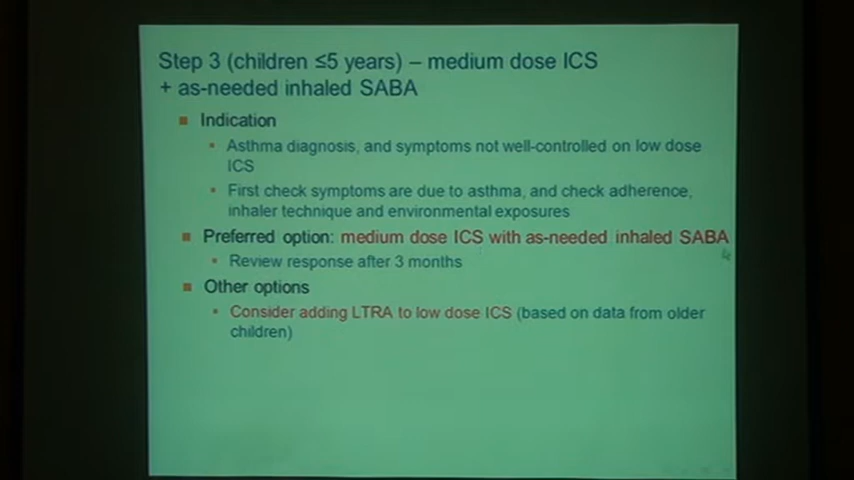 Step 3 (children ≤5 years) – medium dose ICS
+ as-needed inhaled SABA
Indication
Asthma diagnosis, and symptoms not well-controlled on low dose
ICS
First check symptoms are due to asthma, and check adherence,
inhaler technique and environmental exposures
Preferred option: medium dose ICS with as-needed inhaled SABA
Review response after 3 months
Other options
Consider adding LTRA to low dose ICS (based on data from older
children)